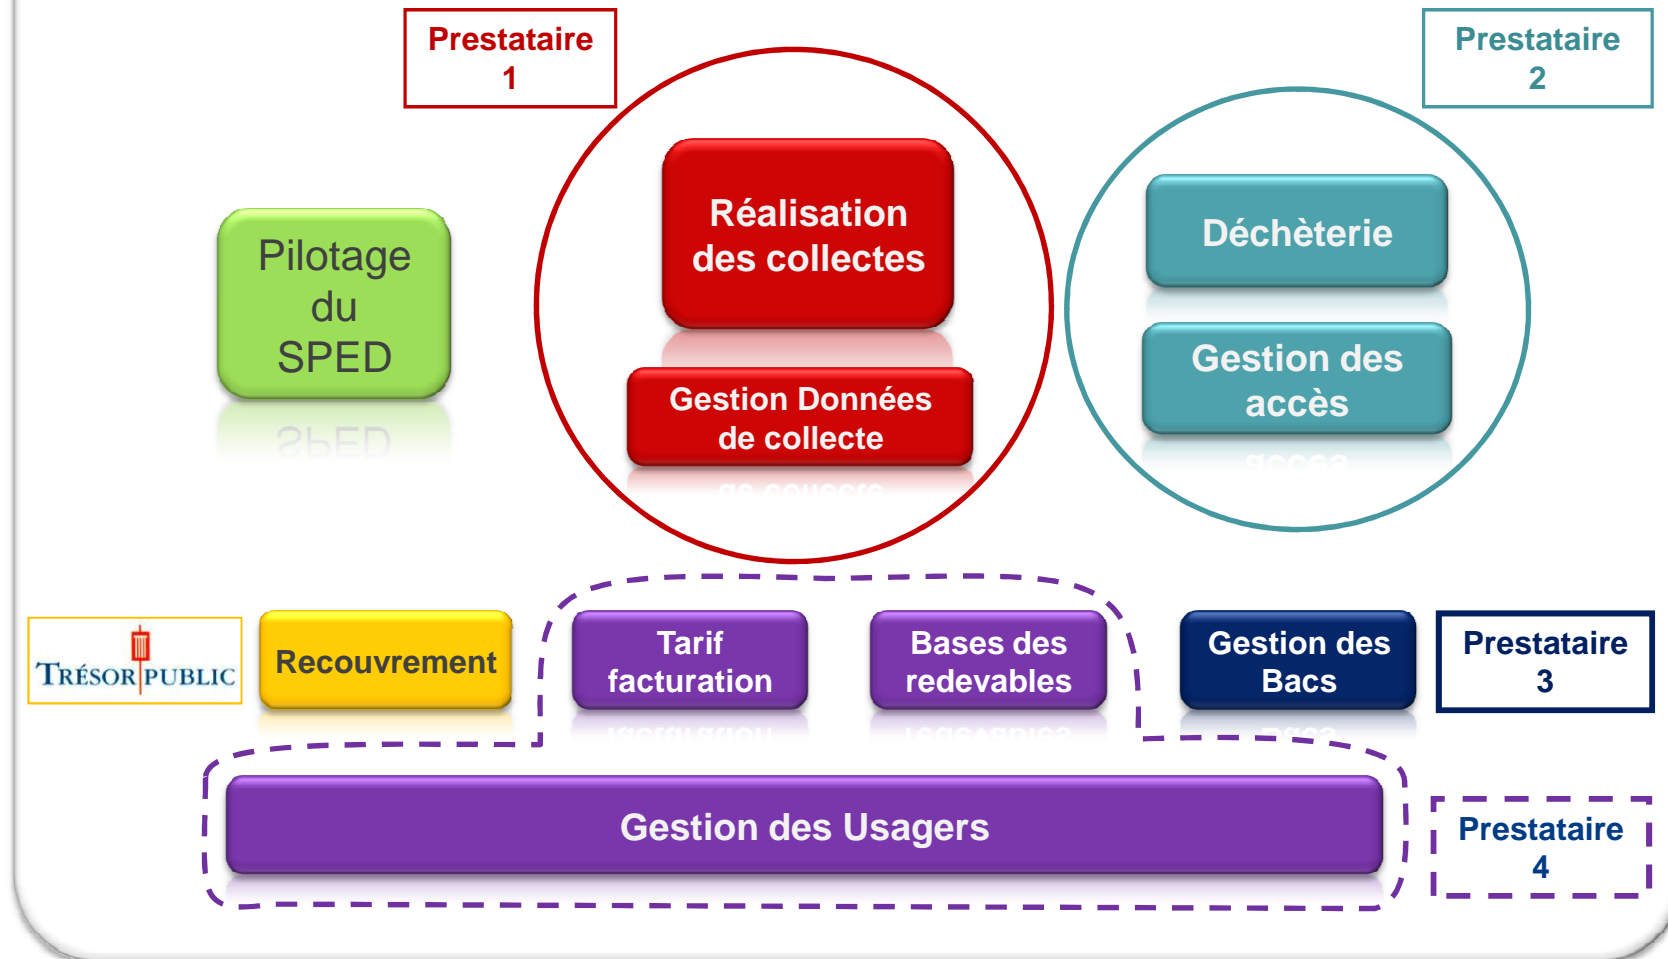 Prestataire
1
Prestataire
2
Réalisation
des collectes
Déchèterie
Pilotage
du
SPED
Gestion des
accès
Gestion Données
de collecte
TRÉSOR PUBLIC
Recouvrement
Tarif
facturation
Bases des
redevables
Gestion des
Bacs
Prestataire
3
Gestion des Usagers
Prestataire
4